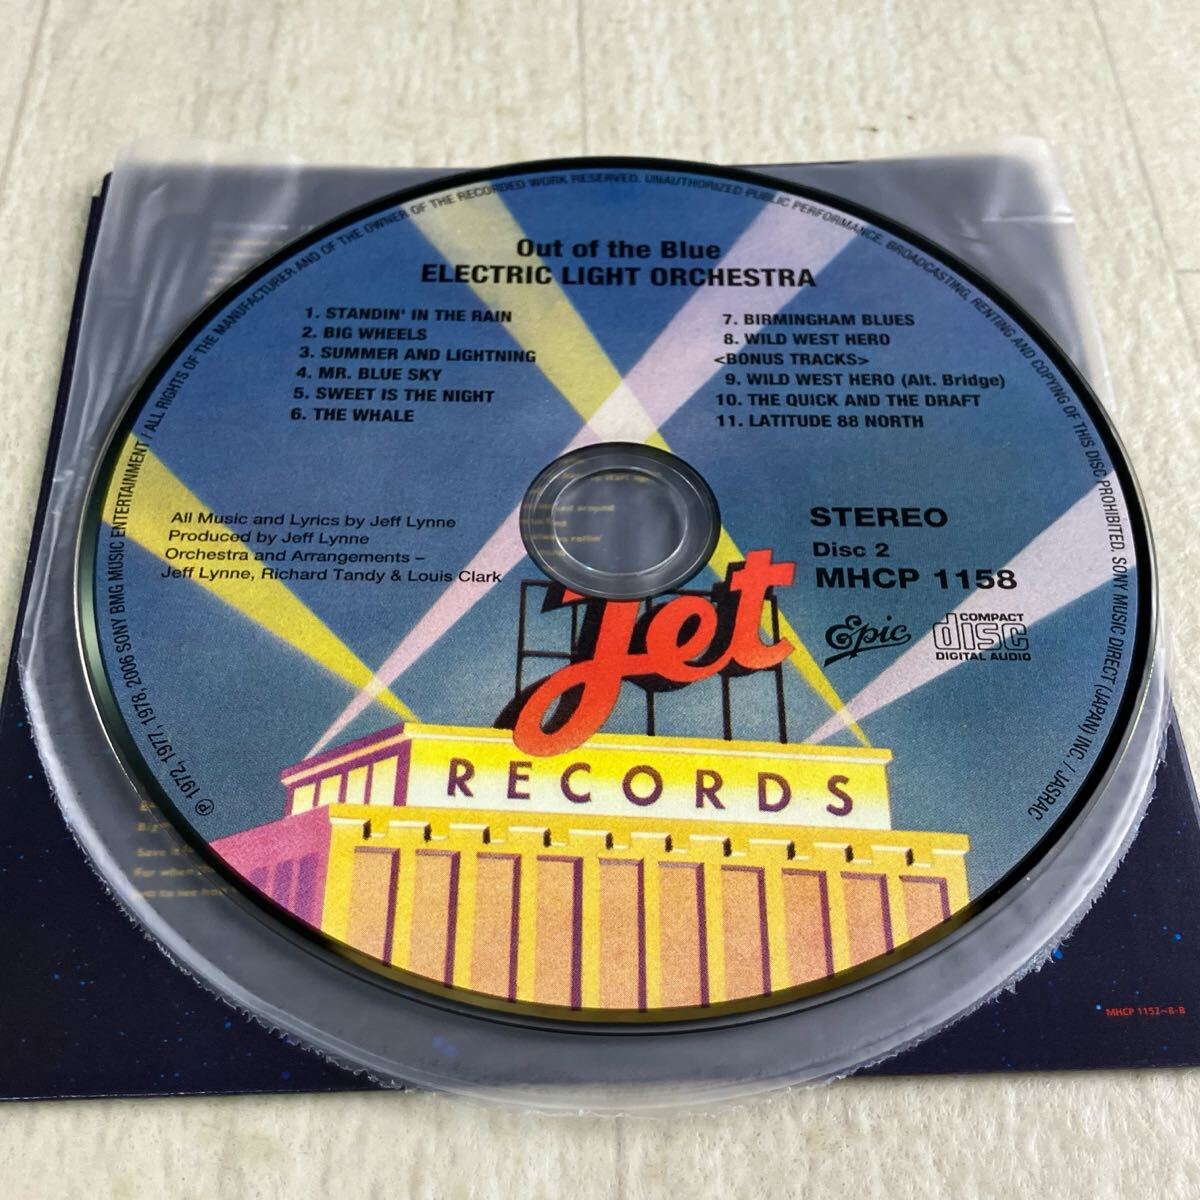 Out of the Blue
ELECTRIC LIGHT ORCHESTRA
1. STANDIN' IN THE RAIN
2. BIG WHEELS
3. SUMMER AND LIGHTNING
4. MR. BLUE SKY
5. SWEET IS THE NIGHT
6. THE WHALE
7. BIRMINGHAM BLUES
8. WILD WEST HERO
<BONUS TRACKS>
9. WILD WEST HERO (Alt. Bridge)
10. THE QUICK AND THE DRAFT
11. LATITUDE 88 NORTH
All Music and Lyrics by Jeff Lynne
Produced by Jeff Lynne
Orchestra and Arrangements –
Jeff Lynne, Richard Tandy & Louis Clark
STEREO
Disc 2
MHCP 1158
Epic
COMPACT
disc
DIGITAL AUDIO
Jet
RECORDS
℗ 1972, 1977, 1978, 2006 SONY BMG MUSIC ENTERTAINMENT / ALL RIGHTS OF THE MANUFACTURER AND OF THE OWNER OF THE RECORDED WORK RESERVED. UNAUTHORIZED PUBLIC PERFORMANCE, BROADCASTING, RENTING AND COPYING OF THIS DISC PROHIBITED. SONY MUSIC DIRECT (JAPAN) INC. / JASRAC
MHCP 1157~8-B